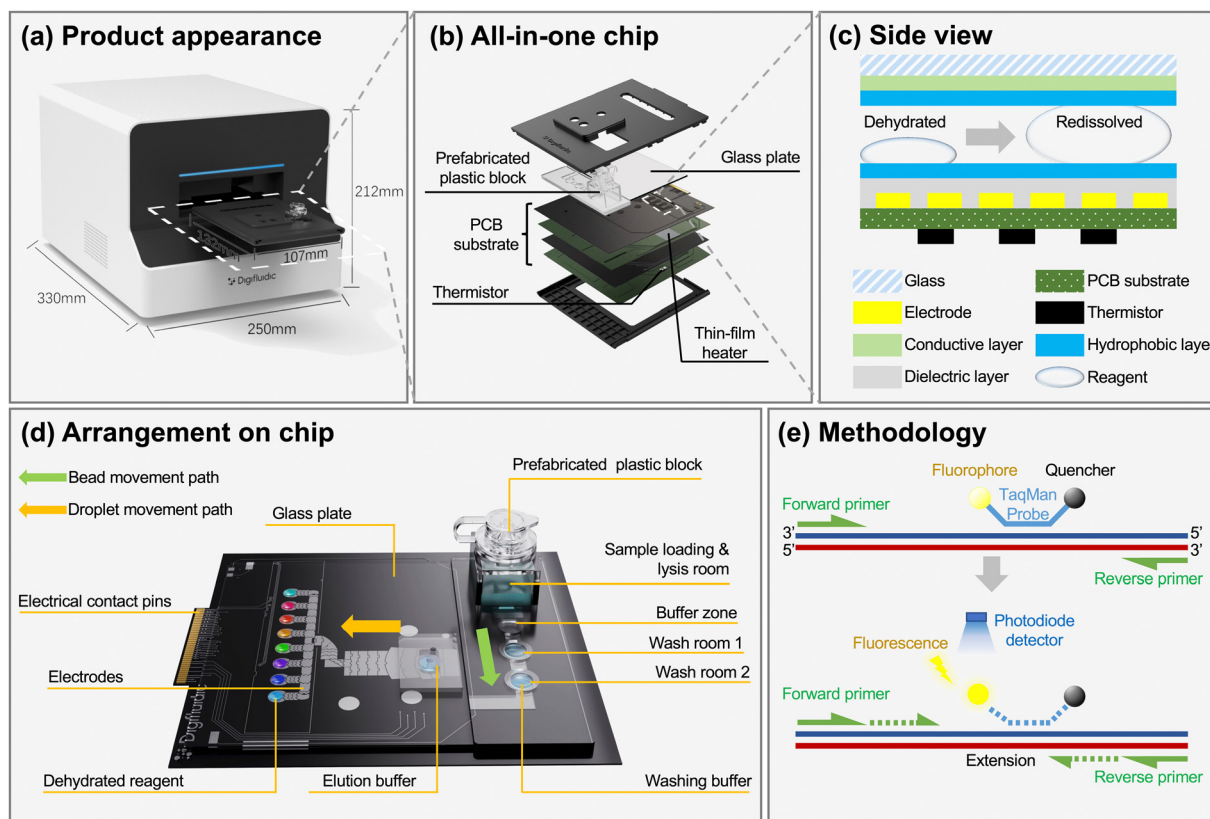 (a) Product appearance
212mm
107mm
Digifluidic
330mm
250mm
(b) All-in-one chip
Digifluidic
Prefabricated
plastic block
Glass plate
PCB
substrate
Thermistor
Thin-film
heater
(c) Side view
Dehydrated
Redissolved
Glass
PCB substrate
Electrode
Thermistor
Conductive layer
Hydrophobic layer
Dielectric layer
Reagent
(d) Arrangement on chip
Bead movement path
Droplet movement path
Prefabricated plastic block
Glass plate
Sample loading &
lysis room
Electrical contact pins
Buffer zone
Wash room 1
Wash room 2
Electrodes
Digifluidic
Dehydrated reagent
Elution buffer
Washing buffer
(e) Methodology
Fluorophore
Quencher
TaqMan
Probe
Forward primer
3’
5’
5’
3’
Reverse primer
Photodiode
detector
Fluorescence
Forward primer
Extension
Reverse primer